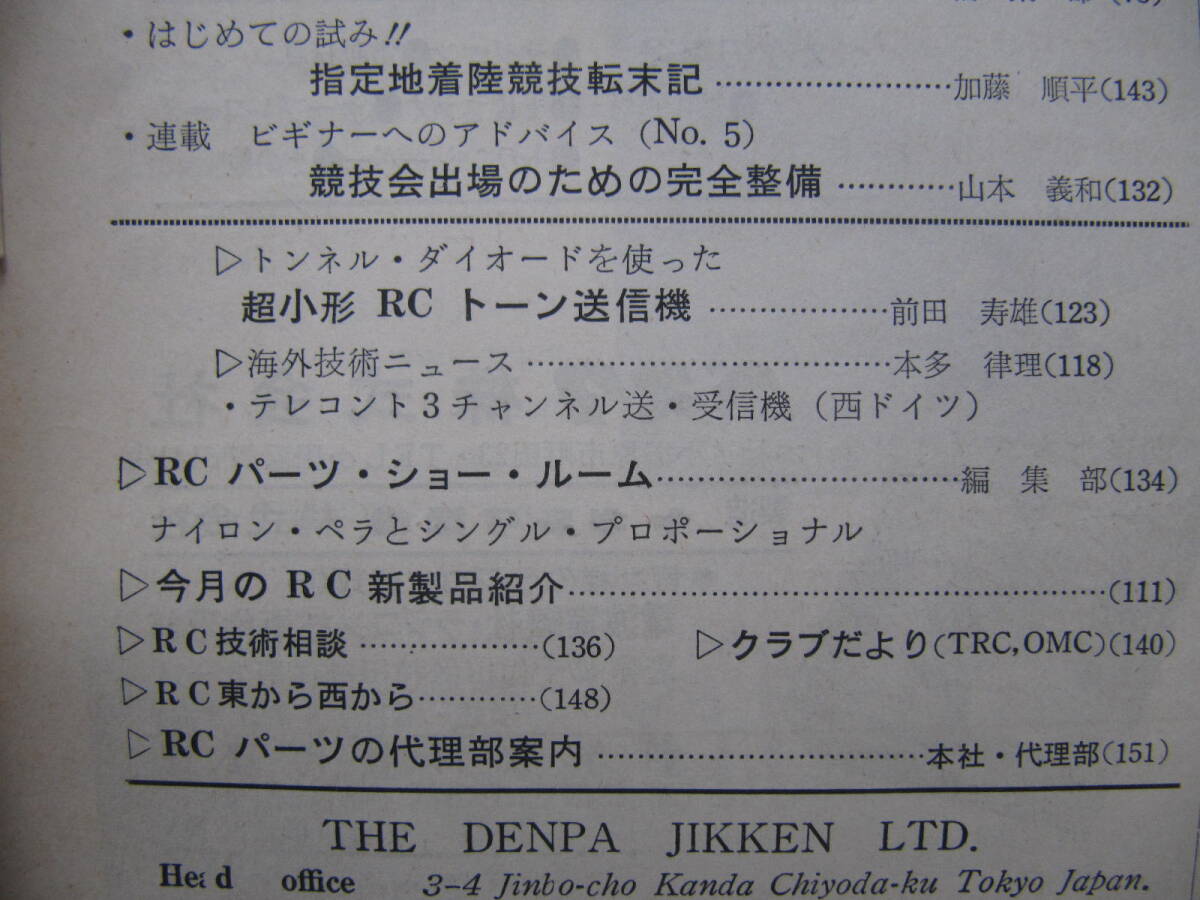 ・はじめての試み!!
指定地着陸競技転末記 ……………………加藤 順平(143)
・連載 ビギナーへのアドバイス (No. 5)
競技会出場のための完全整備 …………山本 義和(132)
▷トンネル・ダイオードを使った
超小形 RC トーン送信機 ………………前田 寿雄(123)
▷海外技術ニュース ………………………………本多 律理(118)
・テレコント3チャンネル送・受信機 (西ドイツ)
▷RC パーツ・ショー・ルーム…………………………編 集 部(134)
ナイロン・ペラとシングル・プロポーショナル
▷今月の RC 新製品紹介………………………………………………(111)
▷RC技術相談 ………………(136) ▷クラブだより(TRC,OMC)(140)
▷RC東から西から…………(148)
▷RC パーツの代理部案内 ……………………………本社・代理部(151)
THE DENPA JIKKEN LTD.
Head office 3-4 Jinbo-cho Kanda Chiyoda-ku Tokyo Japan.